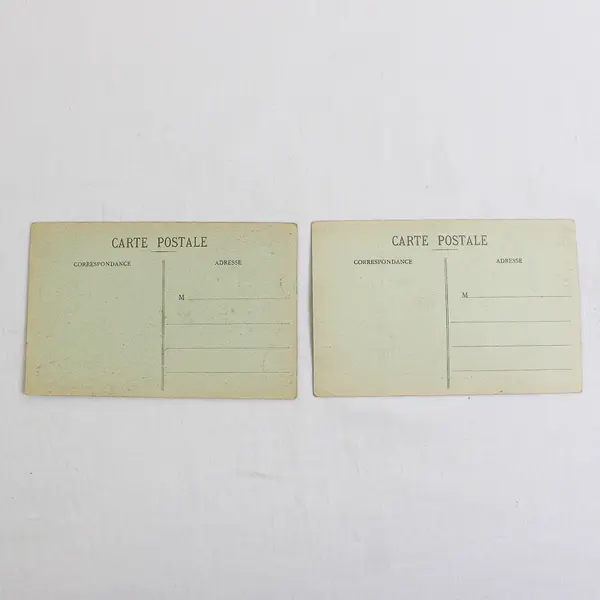 CARTE POSTALE
CORRESPONDANCE
ADRESSE
M
CARTE POSTALE
CORRESPONDANCE
ADRESSE
M